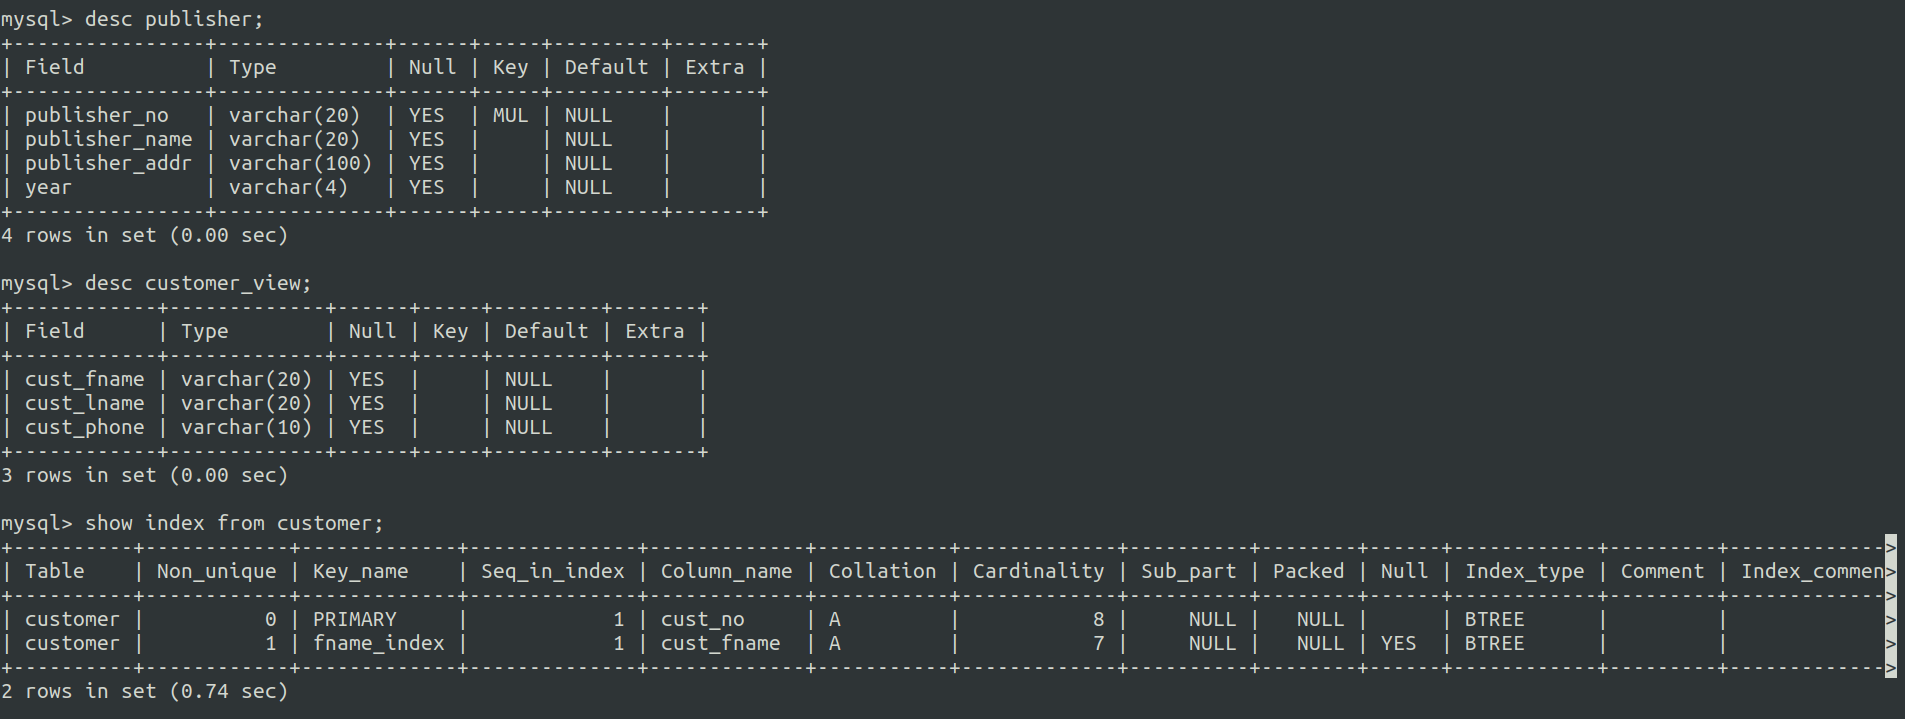 mysql> desc publisher;
+----------------+--------------+------+-----+---------+-------+
| Field          | Type         | Null | Key | Default | Extra |
+----------------+--------------+------+-----+---------+-------+
| publisher_no   | varchar(20)  | YES  | MUL | NULL    |       |
| publisher_name | varchar(20)  | YES  |     | NULL    |       |
| publisher_addr | varchar(100) | YES  |     | NULL    |       |
| year           | varchar(4)   | YES  |     | NULL    |       |
+----------------+--------------+------+-----+---------+-------+
4 rows in set (0.00 sec)

mysql> desc customer_view;
+------------+-------------+------+-----+---------+-------+
| Field      | Type        | Null | Key | Default | Extra |
+------------+-------------+------+-----+---------+-------+
| cust_fname | varchar(20) | YES  |     | NULL    |       |
| cust_lname | varchar(20) | YES  |     | NULL    |       |
| cust_phone | varchar(10) | YES  |     | NULL    |       |
+------------+-------------+------+-----+---------+-------+
3 rows in set (0.00 sec)

mysql> show index from customer;
+----------+------------+-------------+--------------+-------------+-----------+-------------+----------+--------+------+------------+---------+------------->
| Table    | Non_unique | Key_name    | Seq_in_index | Column_name | Collation | Cardinality | Sub_part | Packed | Null | Index_type | Comment | Index_commen>
+----------+------------+-------------+--------------+-------------+-----------+-------------+----------+--------+------+------------+---------+------------->
| customer |          0 | PRIMARY     |            1 | cust_no     | A         |           8 |     NULL |   NULL |      | BTREE      |         |             >
| customer |          1 | fname_index |            1 | cust_fname  | A         |           7 |     NULL |   NULL | YES  | BTREE      |         |             >
+----------+------------+-------------+--------------+-------------+-----------+-------------+----------+--------+------+------------+---------+------------->
2 rows in set (0.74 sec)